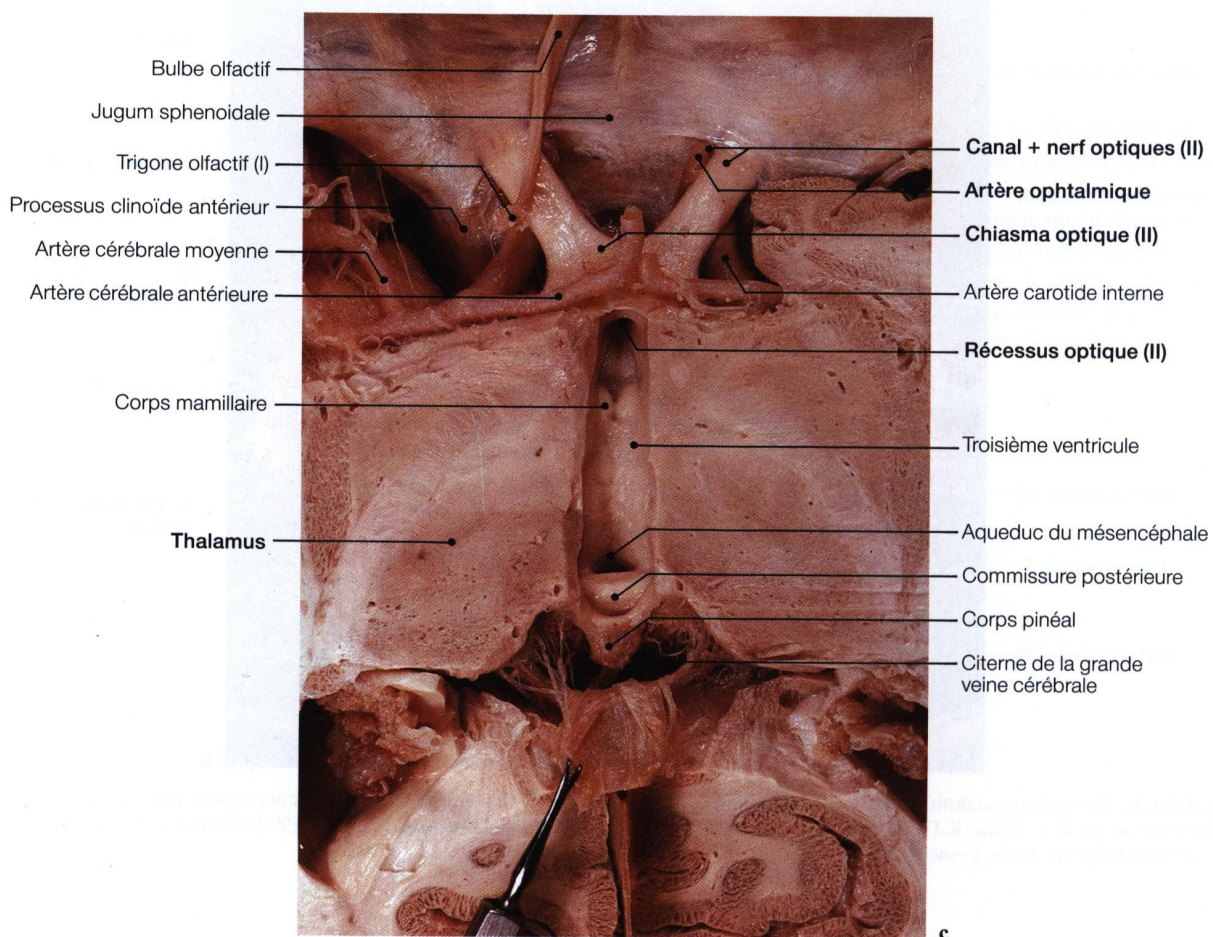 Bulbe olfactif
Jugum sphenoidale
Trigone olfactif (I)
Processus clinoïde antérieur
Artère cérébrale moyenne
Artère cérébrale antérieure
Corps mamillaire
Thalamus
Canal + nerf optiques (II)
Artère ophtalmique
Chiasma optique (II)
Artère carotide interne
Récessus optique (II)
Troisième ventricule
Aqueduc du mésencéphale
Commissure postérieure
Corps pinéal
Citerne de la grande
veine cérébrale
c